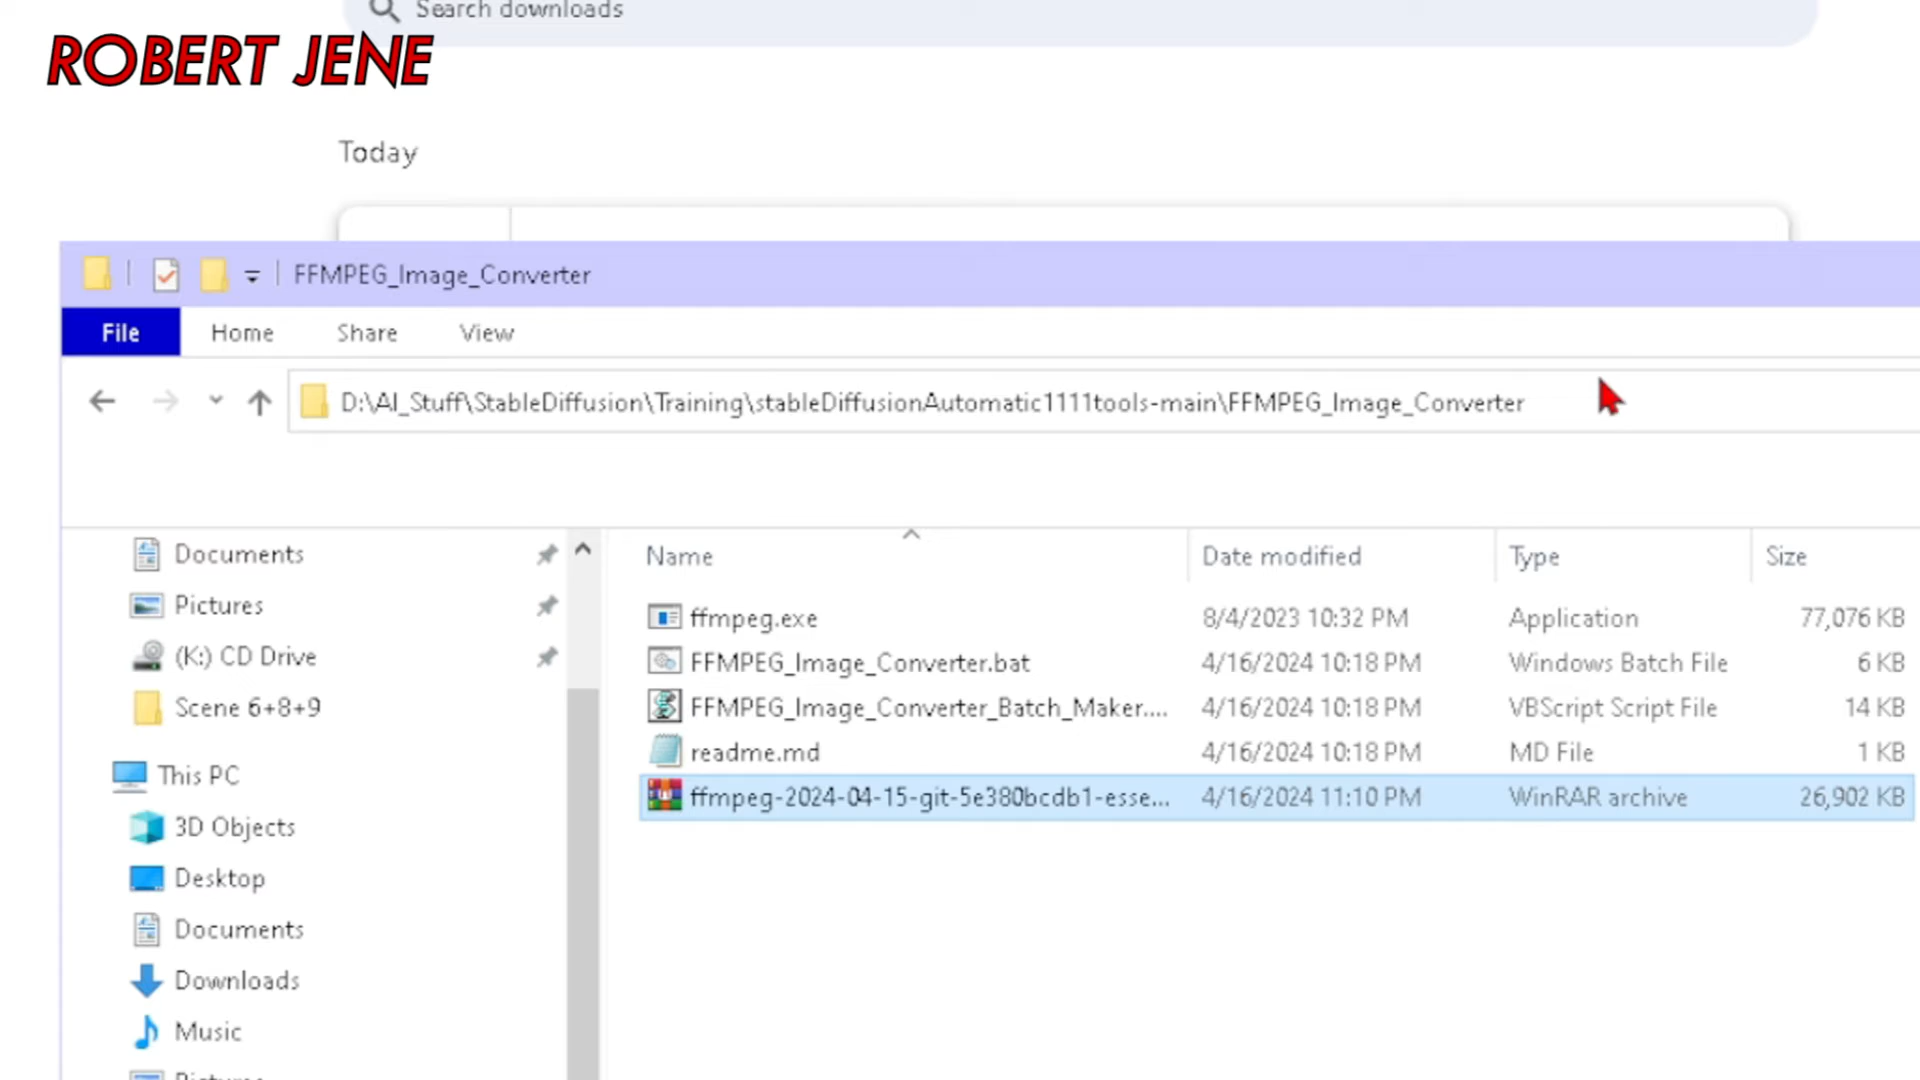 Search downloads
ROBERT JENE
Today
FFMPEG_Image_Converter
File Home Share View
D:\AI_Stuff\StableDiffusion\Training\stableDiffusionAutomatic1111tools-main\FFMPEG_Image_Converter
Documents
Pictures
(K:) CD Drive
Scene 6+8+9
This PC
3D Objects
Desktop
Documents
Downloads
Music
Name Date modified Type Size
ffmpeg.exe 8/4/2023 10:32 PM Application 77,076 KB
FFMPEG_Image_Converter.bat 4/16/2024 10:18 PM Windows Batch File 6 KB
FFMPEG_Image_Converter_Batch_Maker.... 4/16/2024 10:18 PM VBScript Script File 14 KB
readme.md 4/16/2024 10:18 PM MD File 1 KB
ffmpeg-2024-04-15-git-5e380bcdb1-esse... 4/16/2024 11:10 PM WinRAR archive 26,902 KB